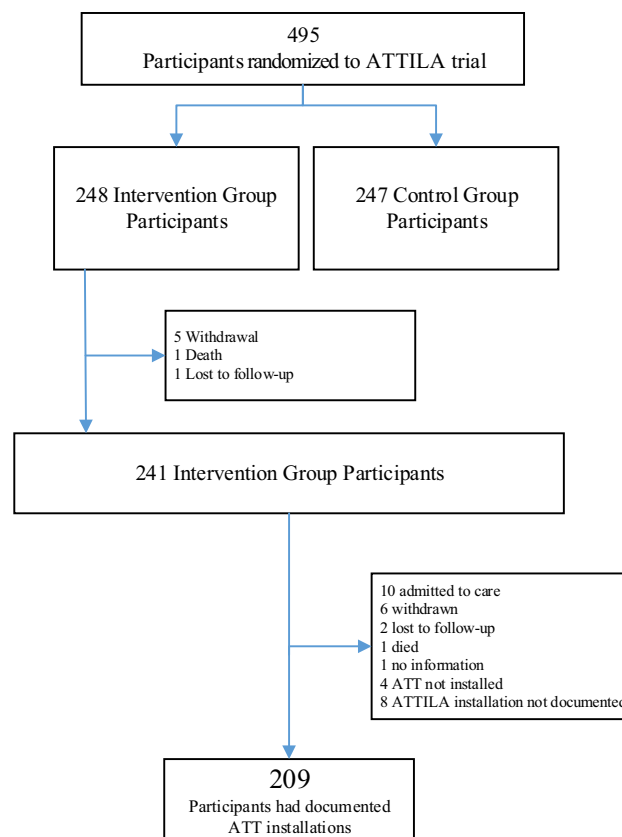 495
Participants randomized to ATTILA trial
248 Intervention Group
Participants
247 Control Group
Participants
5 Withdrawal
1 Death
1 Lost to follow-up
241 Intervention Group Participants
10 admitted to care
6 withdrawn
2 lost to follow-up
1 died
1 no information
4 ATT not installed
8 ATTILA installation not documented
209
Participants had documented
ATT installations